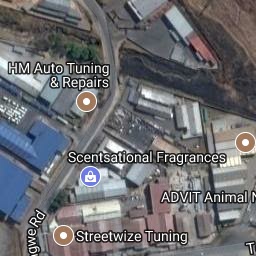 HM Auto Tuning
& Repairs
Scentsational Fragrances
ADVIT Animal
gwe Rd
Streetwize Tuning